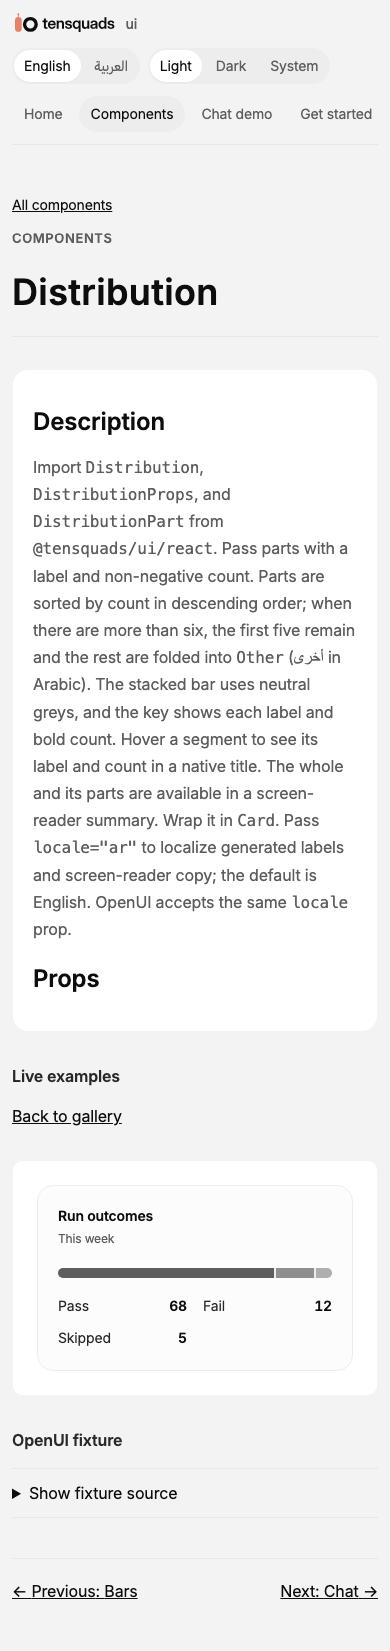 tensquads ui
English العربية Light Dark System
Home Components Chat demo Get started
All components
COMPONENTS
Distribution
Description
Import Distribution,
DistributionProps, and
DistributionPart from
@tensquads/ui/react. Pass parts with a
label and non-negative count. Parts are
sorted by count in descending order; when
there are more than six, the first five remain
and the rest are folded into Other (أخرى in
Arabic). The stacked bar uses neutral
greys, and the key shows each label and
bold count. Hover a segment to see its
label and count in a native title. The whole
and its parts are available in a screen-
reader summary. Wrap it in Card. Pass
locale="ar" to localize generated labels
and screen-reader copy; the default is
English. OpenUI accepts the same locale
prop.
Props
Live examples
Back to gallery
Run outcomes
This week
Pass 68 Fail 12
Skipped 5
OpenUI fixture
▶ Show fixture source
← Previous: Bars Next: Chat →